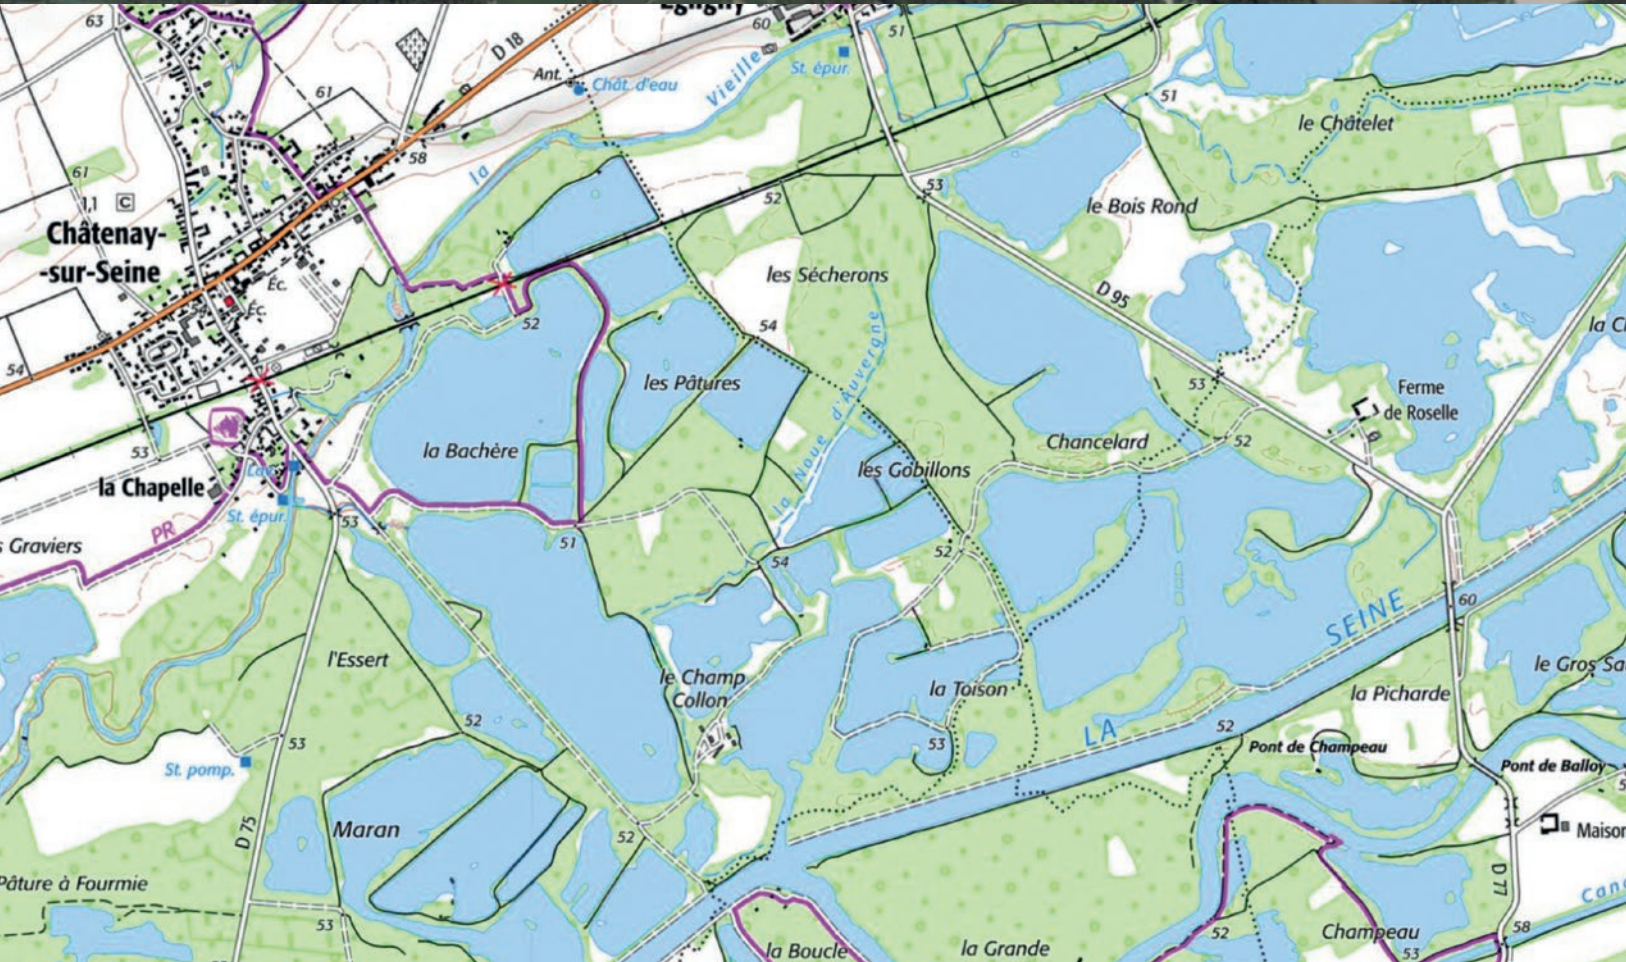 63
D 18
60
51
Ant.
Chât. d'eau
Vieille
St. épur.
51
61
le Châtelet
58
61
la
11
C
52
53
le Bois Rond
Châtenay-
-sur-Seine
les Sécherons
Éc.
Éc.
54
D 95
52
54
54
53
les Pâtures
Ferme
de Roselle
la Noue d'Auvergne
53
la Bachère
Chancelard
52
les Gobillons
la Chapelle
Lav.
St. épur.
PR
53
s Graviers
51
52
54
60
SEINE
l'Essert
le Champ
Collon
la Toison
la Picharde
52
53
53
LA
52
Pont de Champeau
Pont de Balloy
St. pomp.
Maran
52
D 75
Pâture à Fourmie
53
D 77
52
Champeau
58
53
la Boucle
la Grande